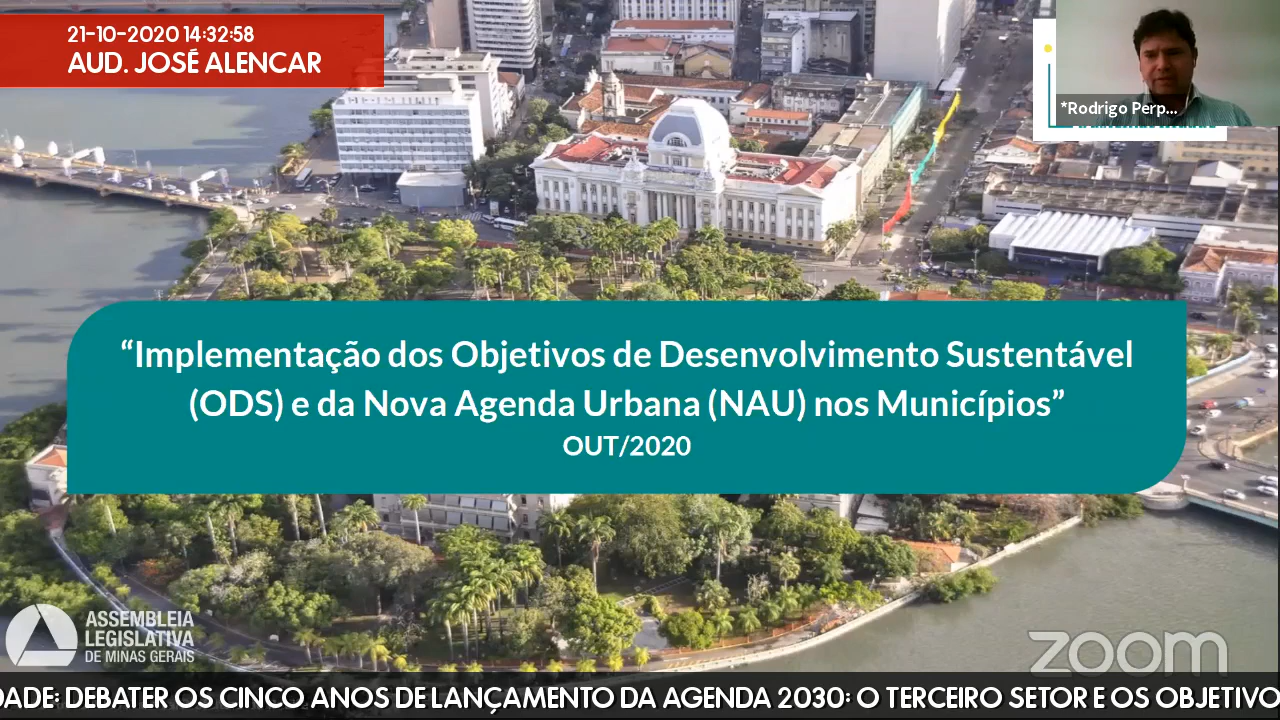 21-10-2020 14:32:58
AUD. JOSÉ ALENCAR
*Rodrigo Perp...
“Implementação dos Objetivos de Desenvolvimento Sustentável
(ODS) e da Nova Agenda Urbana (NAU) nos Municípios”
OUT/2020
ASSEMBLEIA
LEGISLATIVA
DE MINAS GERAIS
zoom
DADE: DEBATER OS CINCO ANOS DE LANÇAMENTO DA AGENDA 2030: O TERCEIRO SETOR E OS OBJETIVO